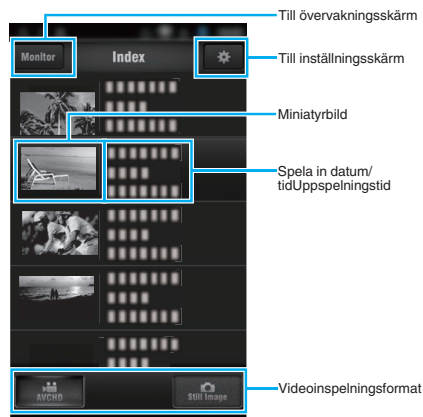 Till övervakningsskärm
Monitor
Index
Till inställningsskärm
Miniatyrbild
Spela in datum/
tidUppspelningstid
AVCHD
Still Image
Videoinspelningsformat